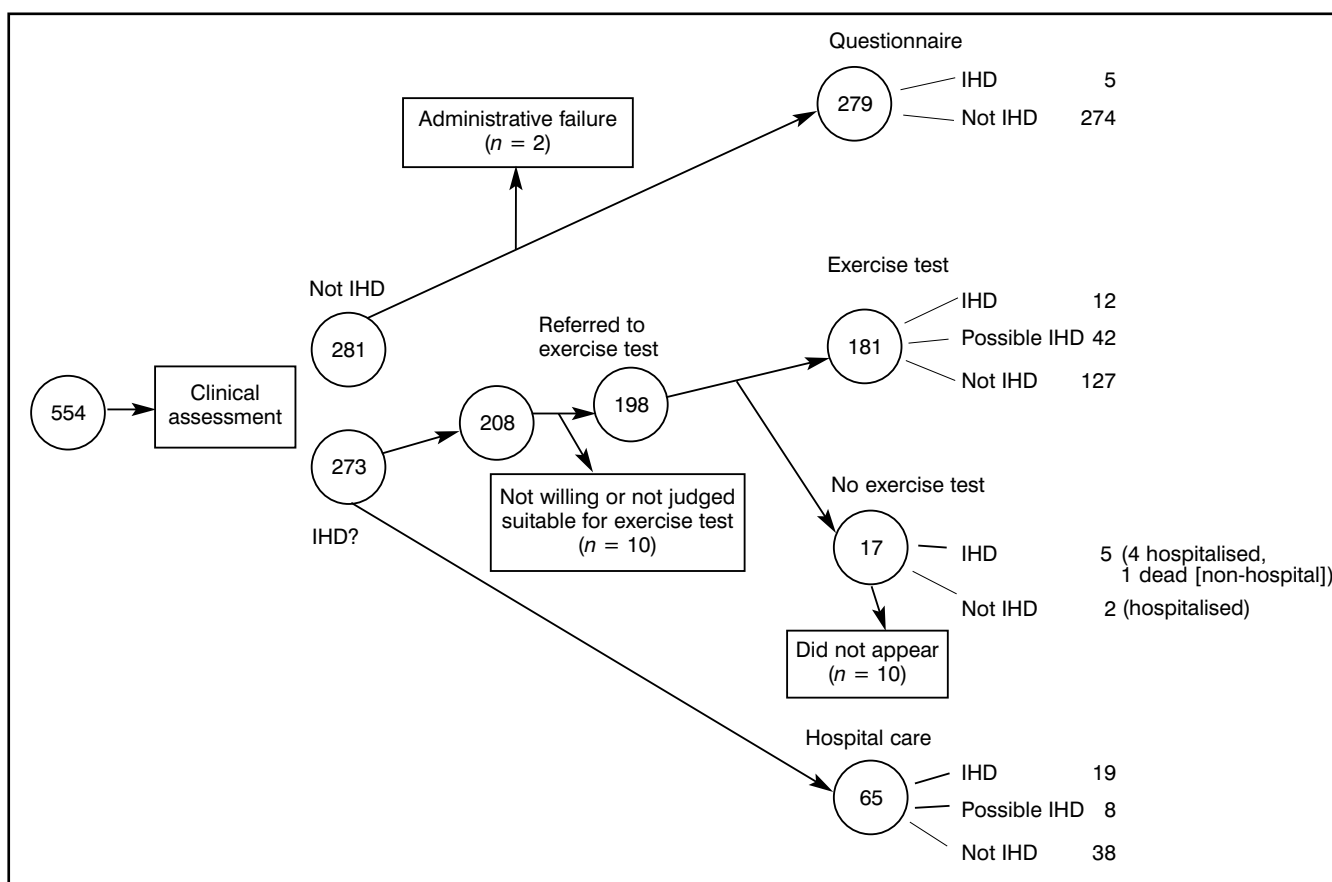 Questionnaire
279
IHD 5
Not IHD 274
Administrative failure
(n = 2)
Not IHD
281
554
Clinical
assessment
273
IHD?
208
Referred to
exercise test
198
Not willing or not judged
suitable for exercise test
(n = 10)
Exercise test
181
IHD 12
Possible IHD 42
Not IHD 127
No exercise test
17
IHD 5 (4 hospitalised,
1 dead [non-hospital])
Not IHD 2 (hospitalised)
Did not appear
(n = 10)
Hospital care
65
IHD 19
Possible IHD 8
Not IHD 38